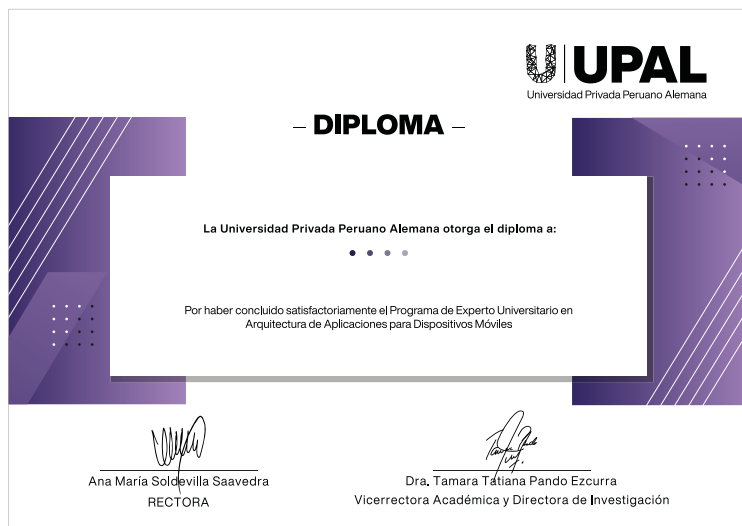 UPAL
Universidad Privada Peruano Alemana
– DIPLOMA –
La Universidad Privada Peruano Alemana otorga el diploma a:
Por haber concluido satisfactoriamente el Programa de Experto Universitario en
Arquitectura de Aplicaciones para Dispositivos Móviles
Ana María Soldevilla Saavedra
RECTORA
Dra. Tamara Tatiana Pando Ezcurra
Vicerrectora Académica y Directora de Investigación